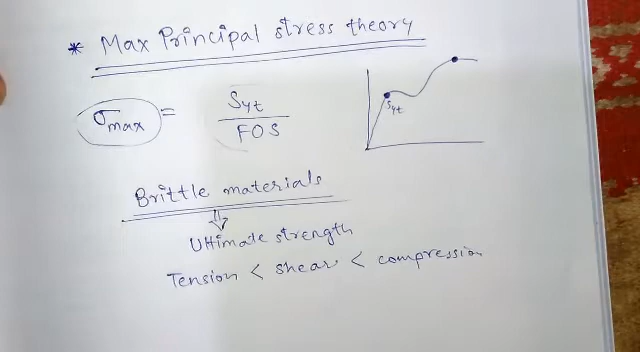 * Max Principal stress theory
σmax = Syt / FOS
Syt
Brittle materials
Ultimate strength
Tension < shear < compression